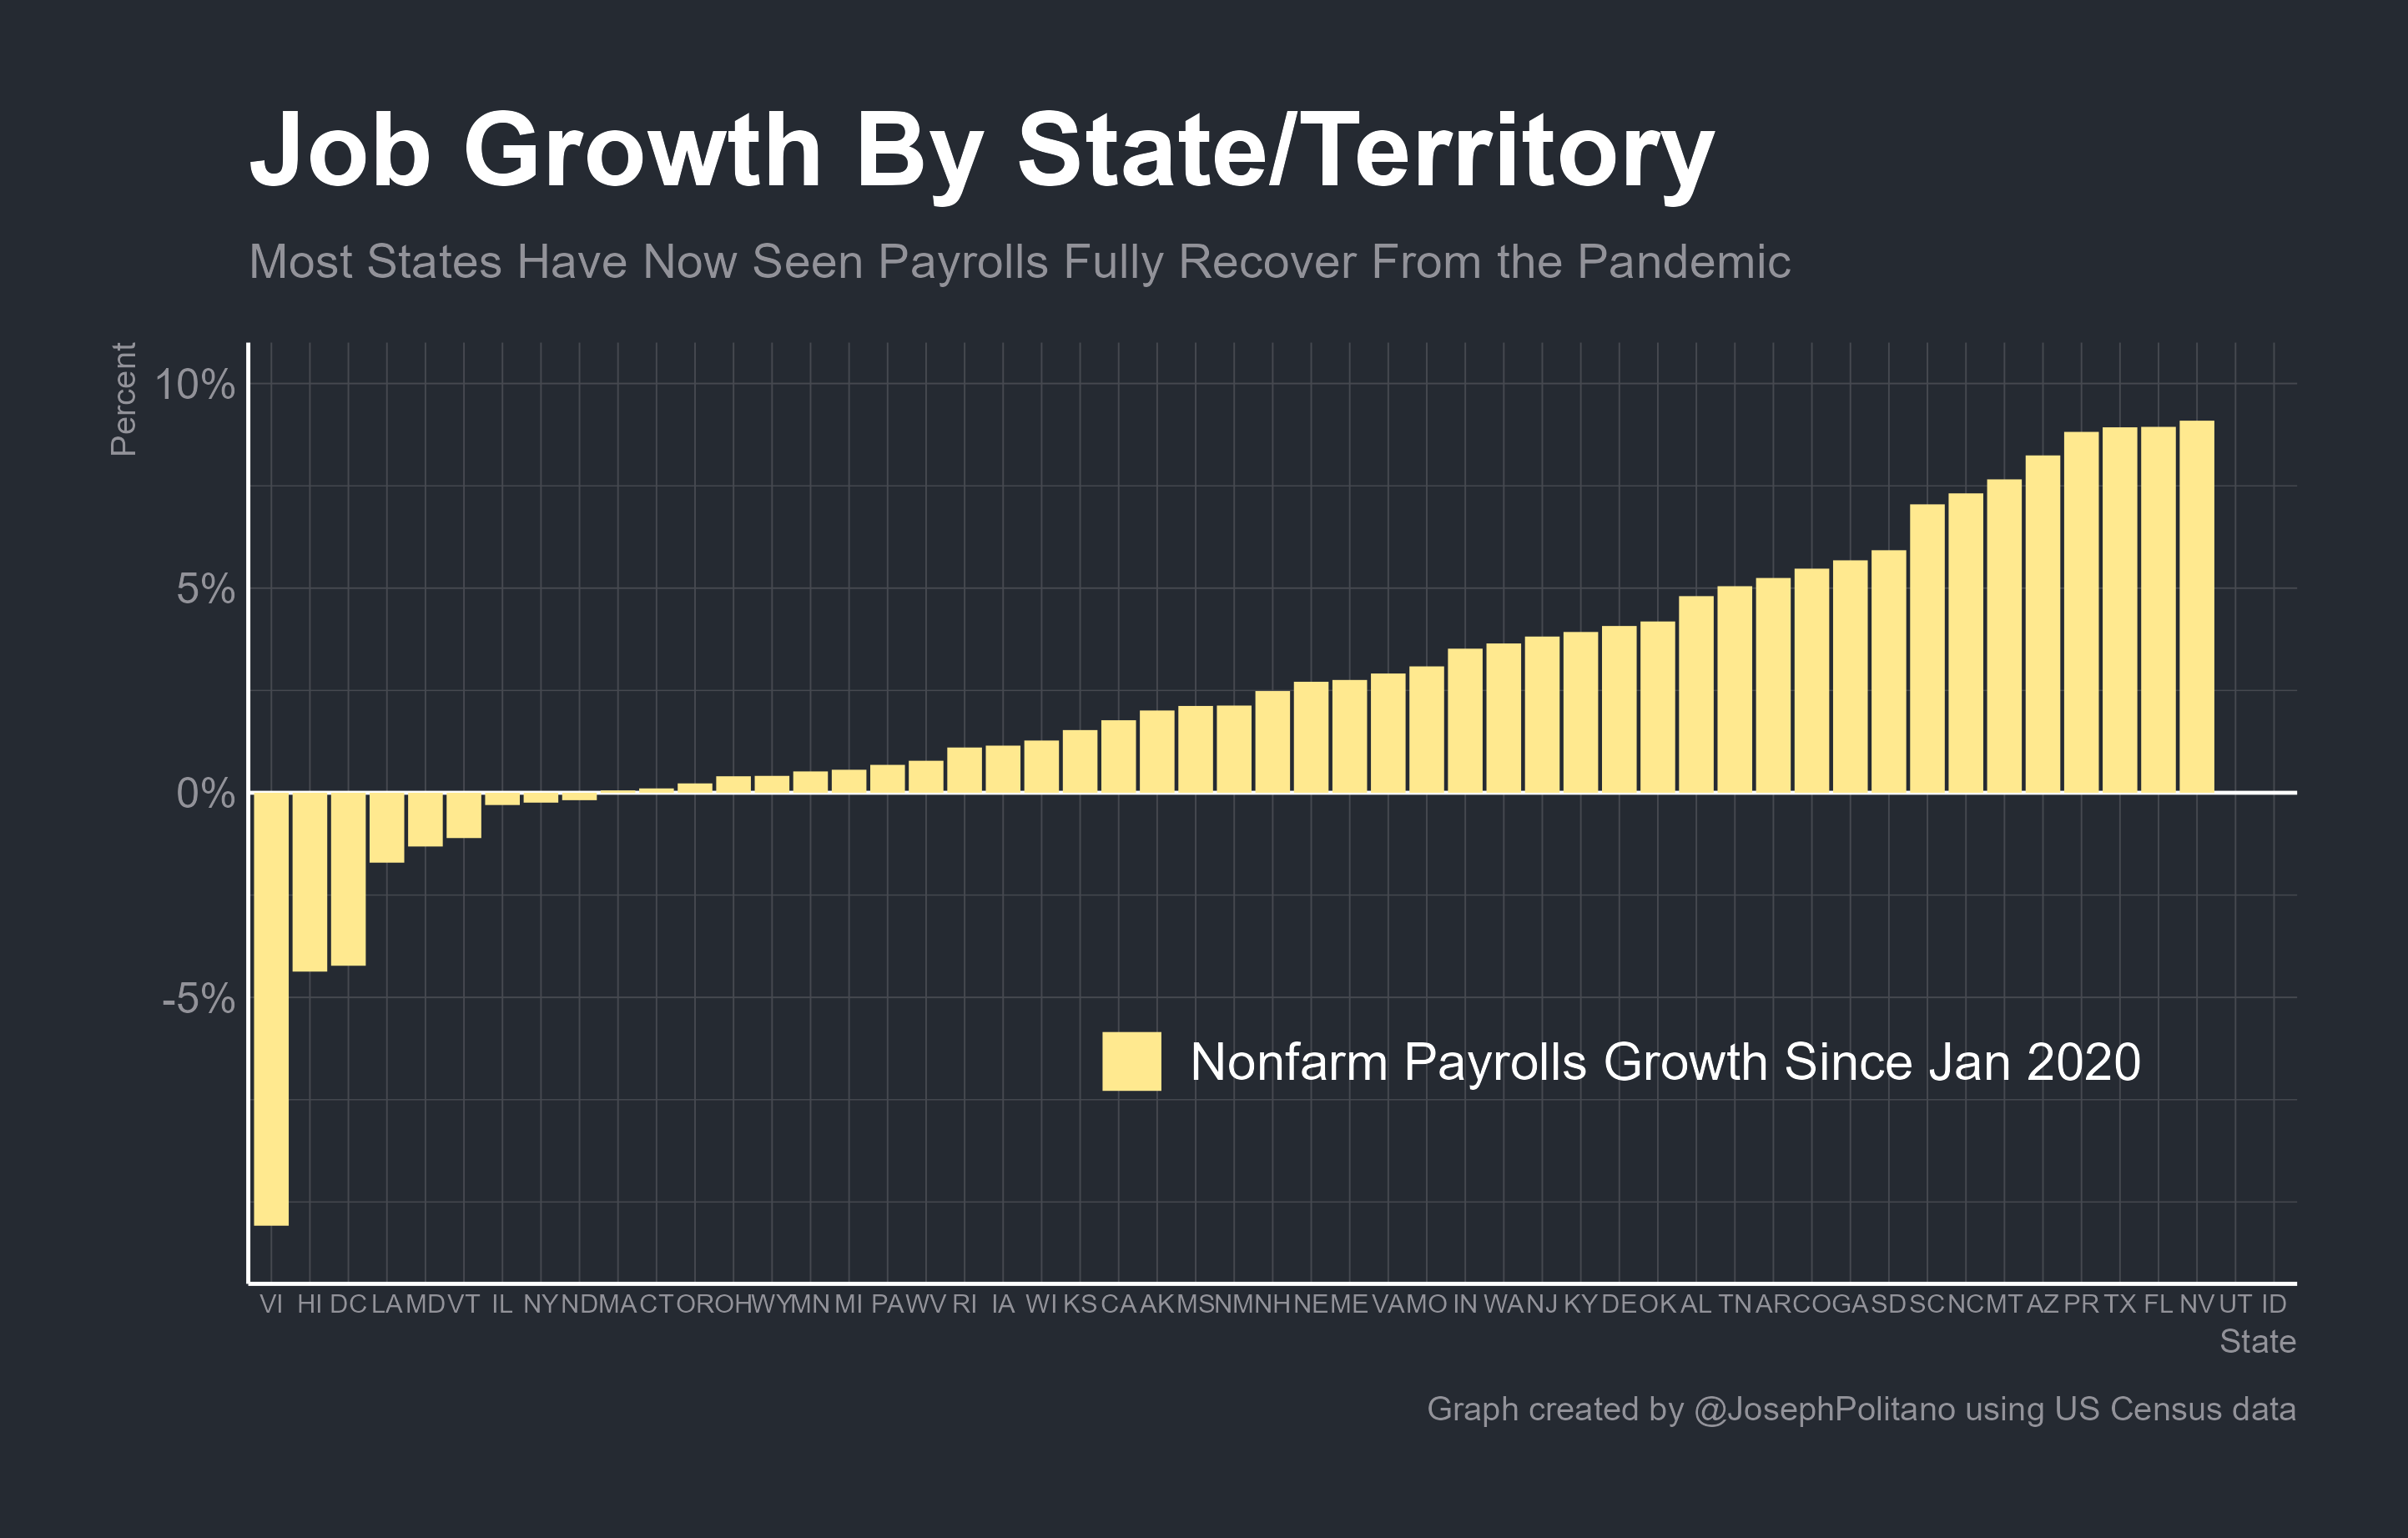 Job Growth By State/Territory
Most States Have Now Seen Payrolls Fully Recover From the Pandemic
Percent
10%
5%
0%
-5%
Nonfarm Payrolls Growth Since Jan 2020
VI HI DC LA MD VT IL NY ND MA CT OR OH WY MN MI PA WV RI IA WI KS CA AK MS NM NH NE ME VA MO IN WA NJ KY DE OK AL TN AR CO GA SD SC NC MT AZ PR TX FL NV UT ID
State
Graph created by @JosephPolitano using US Census data